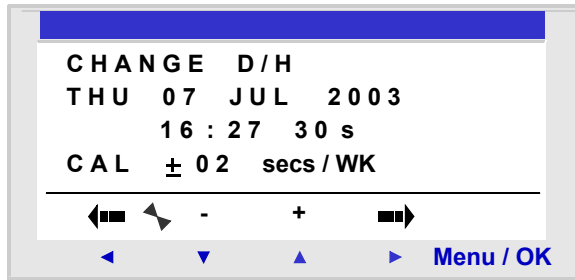 CHANGE D/H
THU 07 JUL 2003
16:27 30s
CAL ± 02 secs / WK
- +
Menu / OK